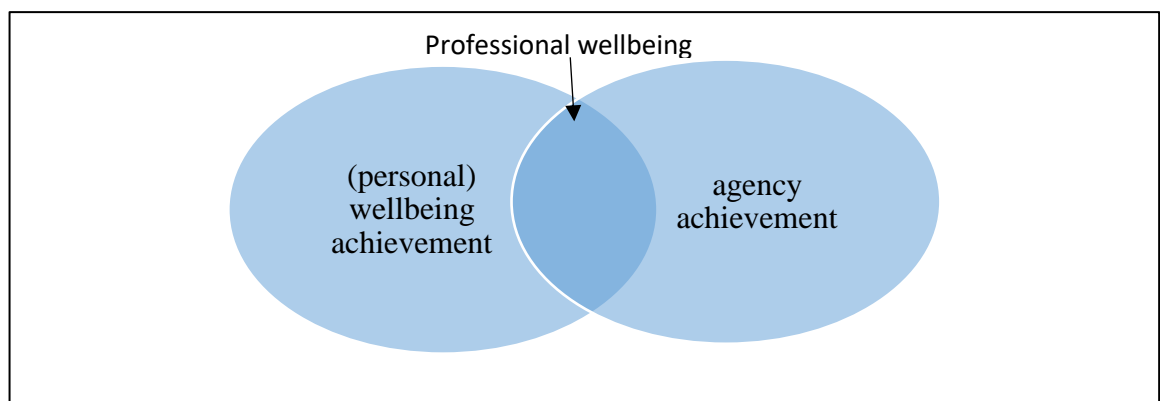 Professional wellbeing
(personal)
wellbeing
achievement
agency
achievement